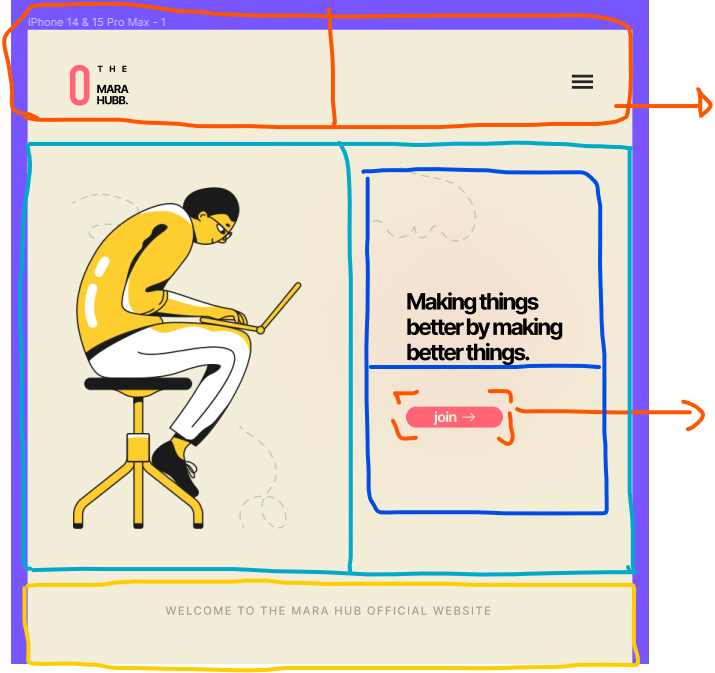 iPhone 14 & 15 Pro Max - 1
THE
MARA
HUBB.
Making things
better by making
better things.
join →
WELCOME TO THE MARA HUB OFFICIAL WEBSITE